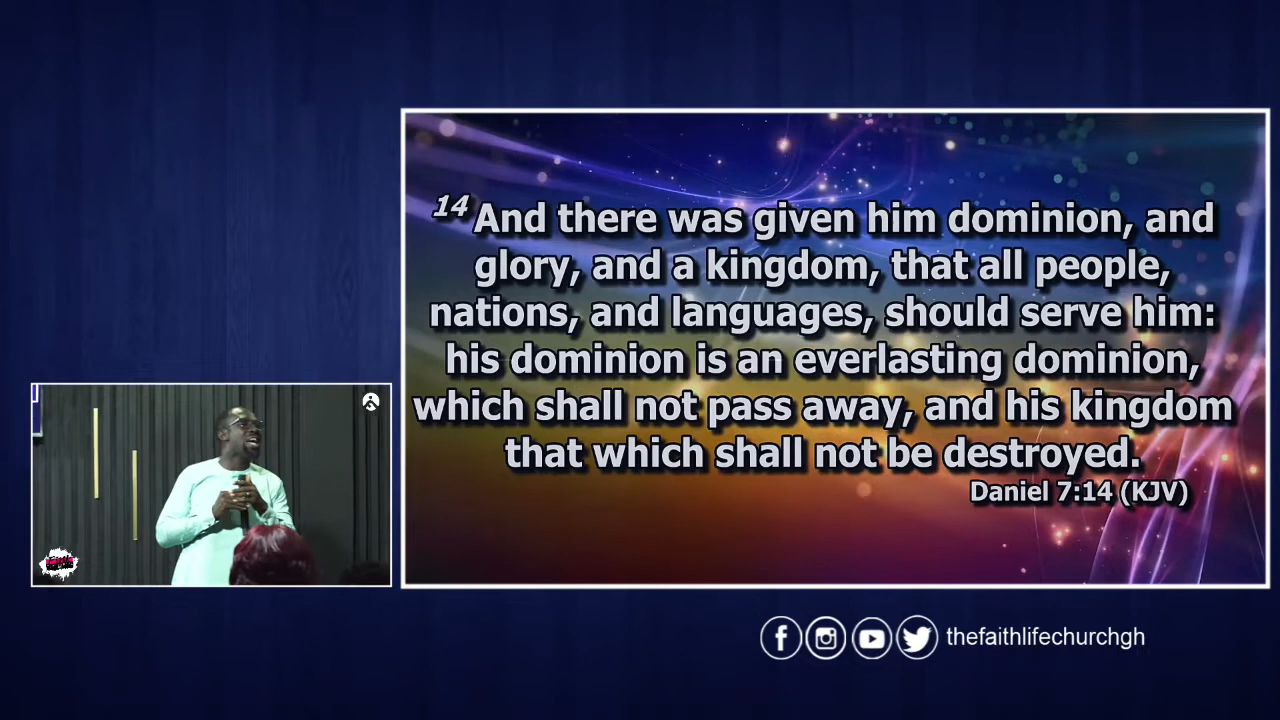 14 And there was given him dominion, and
glory, and a kingdom, that all people,
nations, and languages, should serve him:
his dominion is an everlasting dominion,
which shall not pass away, and his kingdom
that which shall not be destroyed.
Daniel 7:14 (KJV)
thefaithlifechurchgh